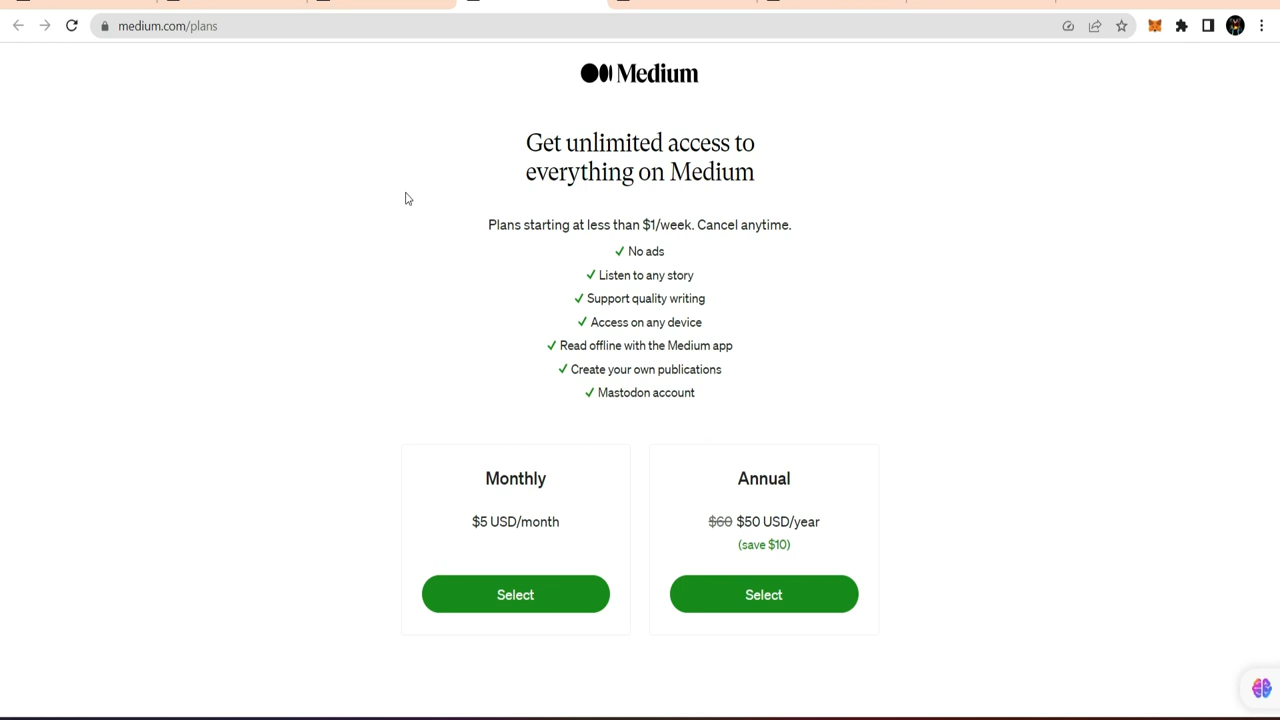 medium.com/plans
Medium
Get unlimited access to
everything on Medium
Plans starting at less than $1/week. Cancel anytime.
✓ No ads
✓ Listen to any story
✓ Support quality writing
✓ Access on any device
✓ Read offline with the Medium app
✓ Create your own publications
✓ Mastodon account
Monthly
$5 USD/month
Select
Annual
$60 $50 USD/year
(save $10)
Select